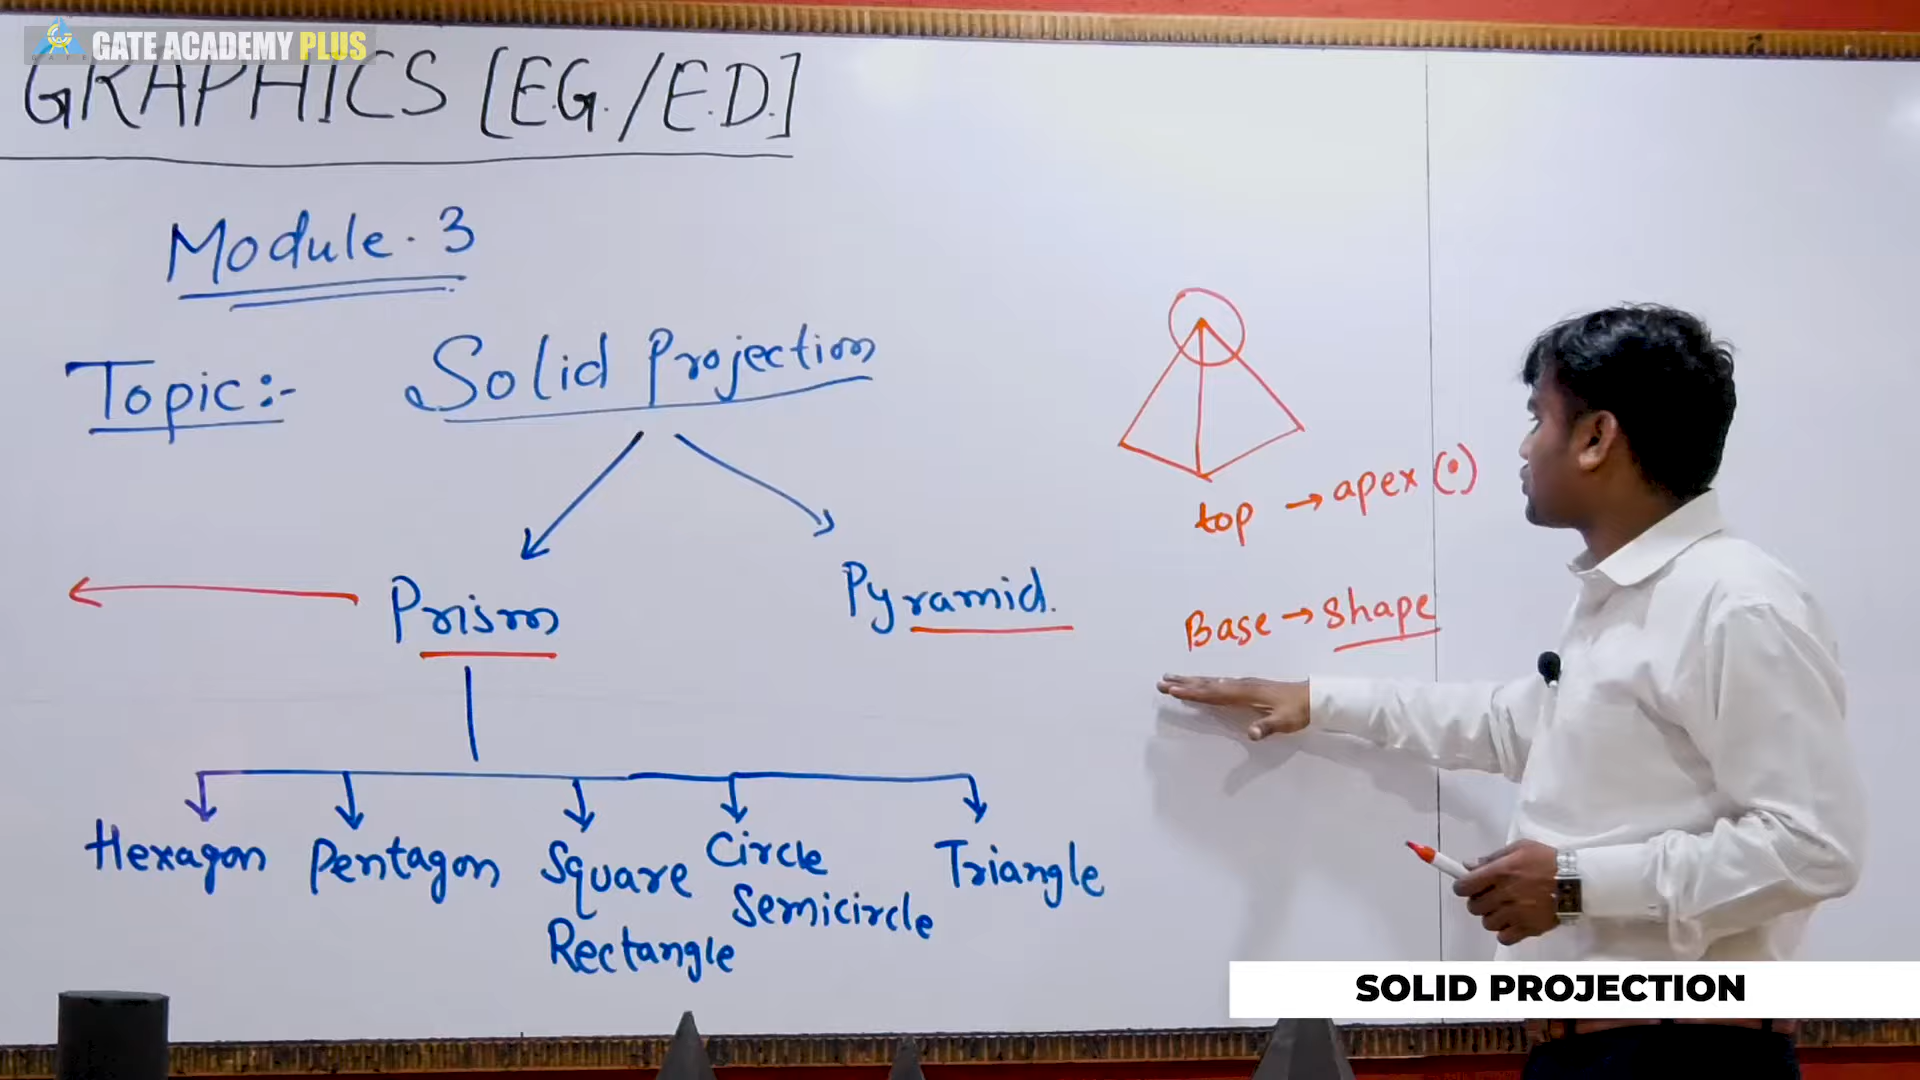 GATE ACADEMY PLUS
GRAPHICS [E.G./E.D.]
Module. 3
Topic:- Solid Projection
Prism
Pyramid.
top → apex (•)
Base → shape
Hexagon
Pentagon
Square
Rectangle
Circle
Semicircle
Triangle
SOLID PROJECTION